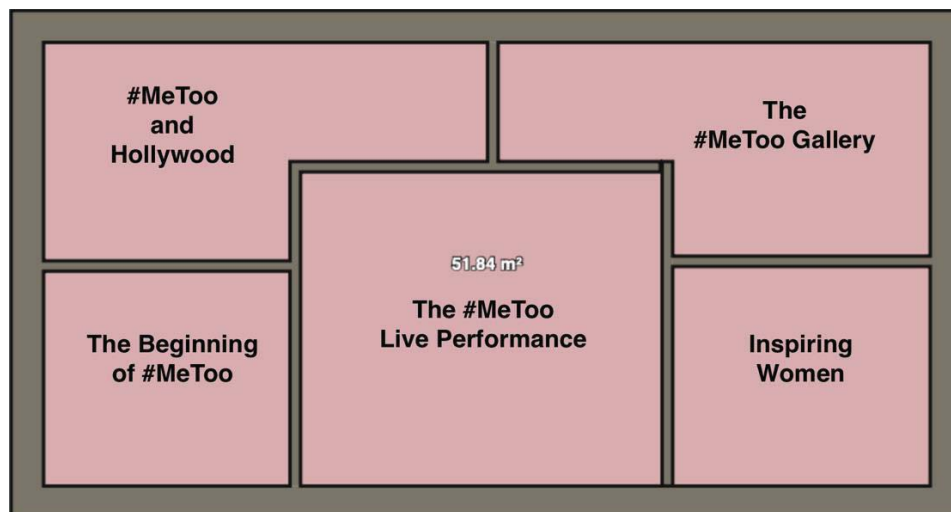 #MeToo
and
Hollywood
The
#MeToo Gallery
51.84 m²
The #MeToo
Live Performance
The Beginning
of #MeToo
Inspiring
Women